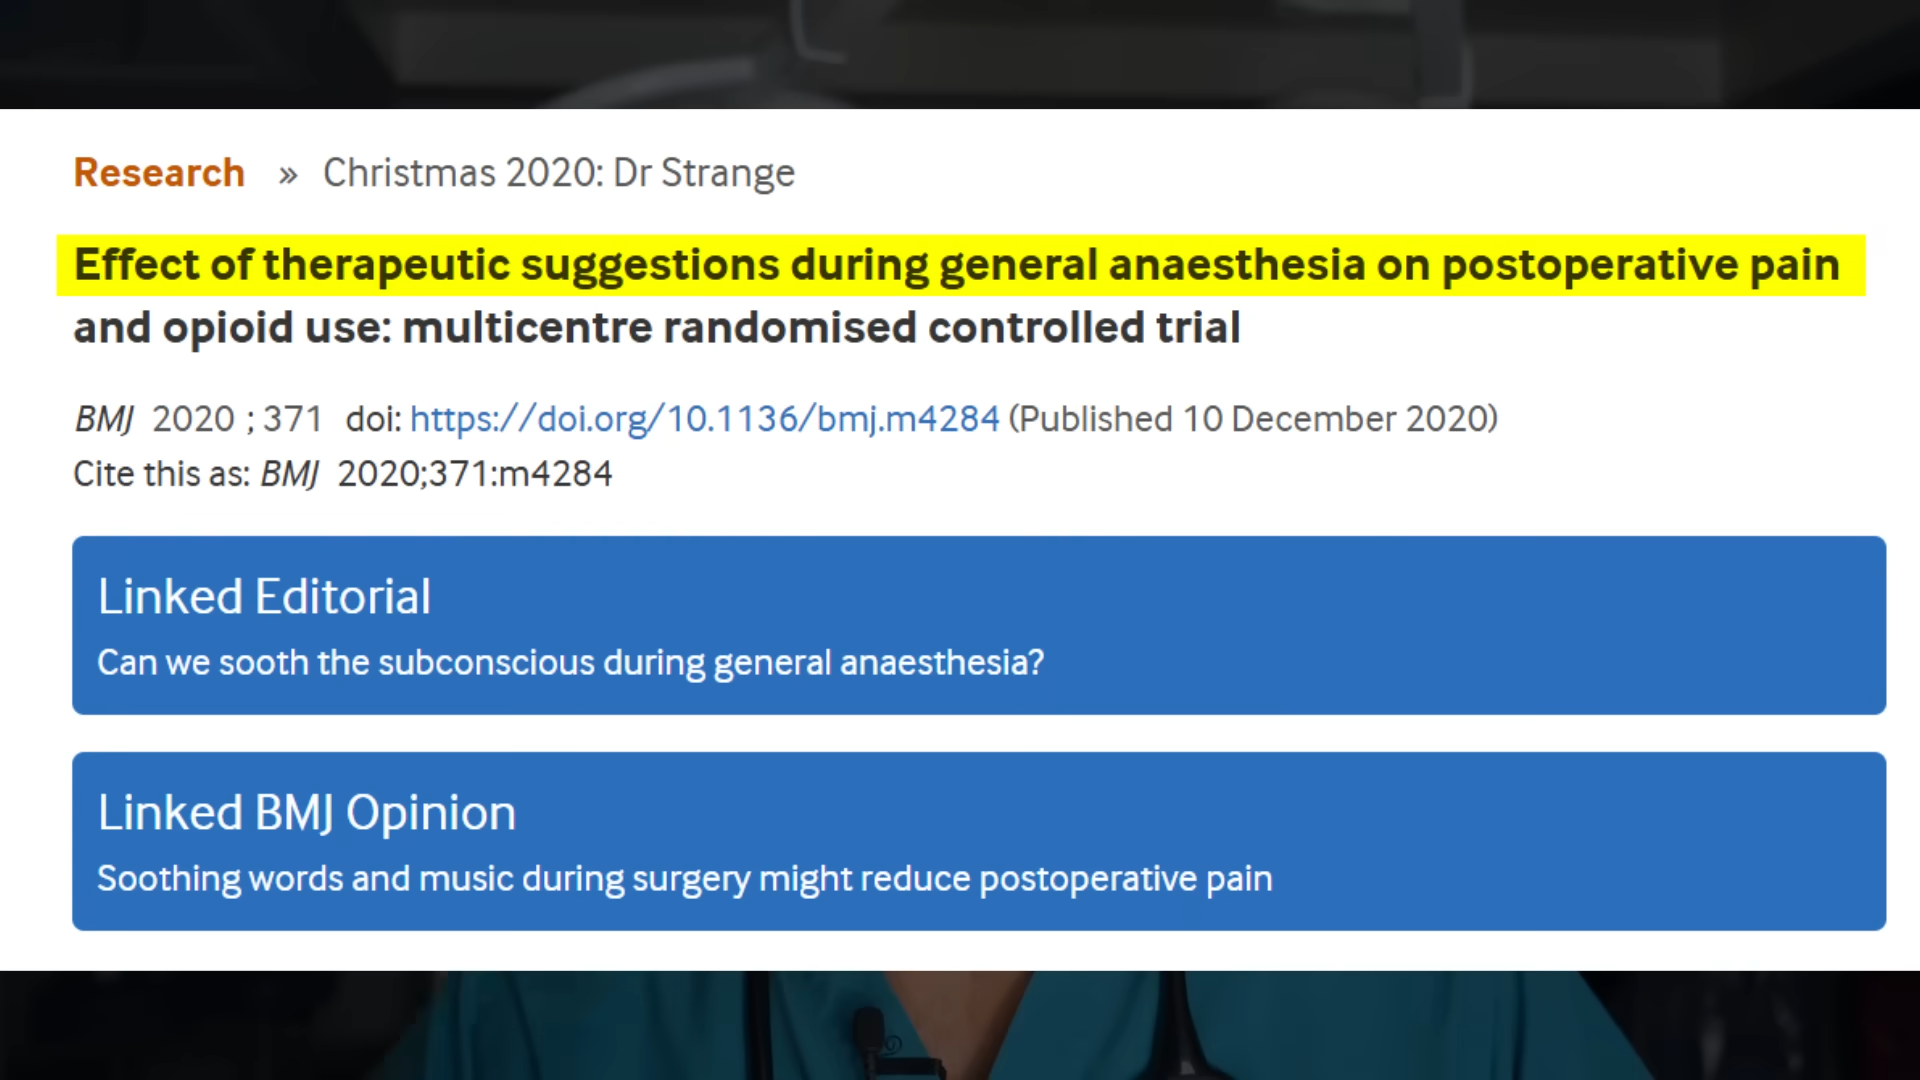 Research » Christmas 2020: Dr Strange
Effect of therapeutic suggestions during general anaesthesia on postoperative pain
and opioid use: multicentre randomised controlled trial
BMJ 2020 ; 371 doi: https://doi.org/10.1136/bmj.m4284 (Published 10 December 2020)
Cite this as: BMJ 2020;371:m4284
Linked Editorial
Can we sooth the subconscious during general anaesthesia?
Linked BMJ Opinion
Soothing words and music during surgery might reduce postoperative pain